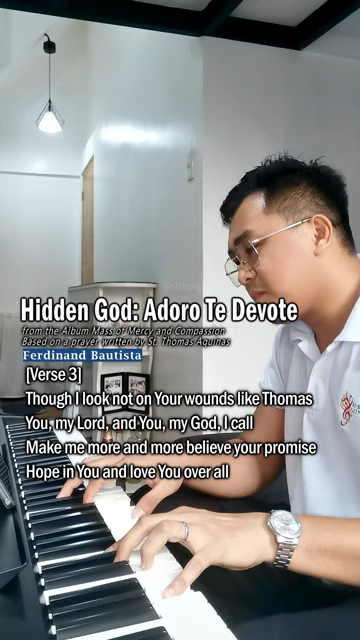 Hidden God: Adoro Te Devote
from the Album Mass of Mercy and Compassion
Based on a prayer written by St. Thomas Aquinas
Ferdinand Bautista
[Verse 3]
Though I look not on Your wounds like Thomas
You, my Lord, and You, my God, I call
Make me more and more believe your promise
Hope in You and love You over all